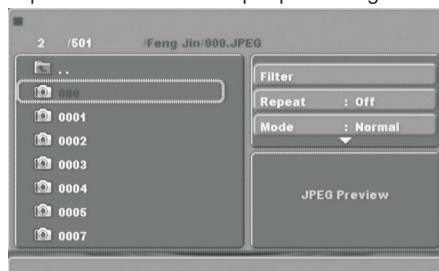 2 /501 /Feng Jin/000.JPEG
..
000
0001
0002
0003
0004
0005
0007
Filter
Repeat : Off
Mode : Normal
JPEG Preview